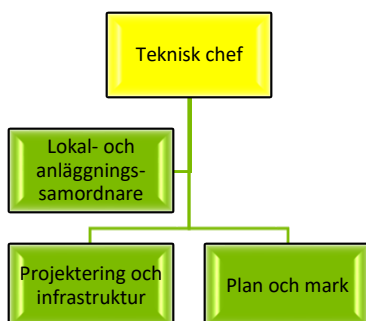 Teknisk chef
Lokal- och
anläggnings-
samordnare
Projektering och
infrastruktur
Plan och mark